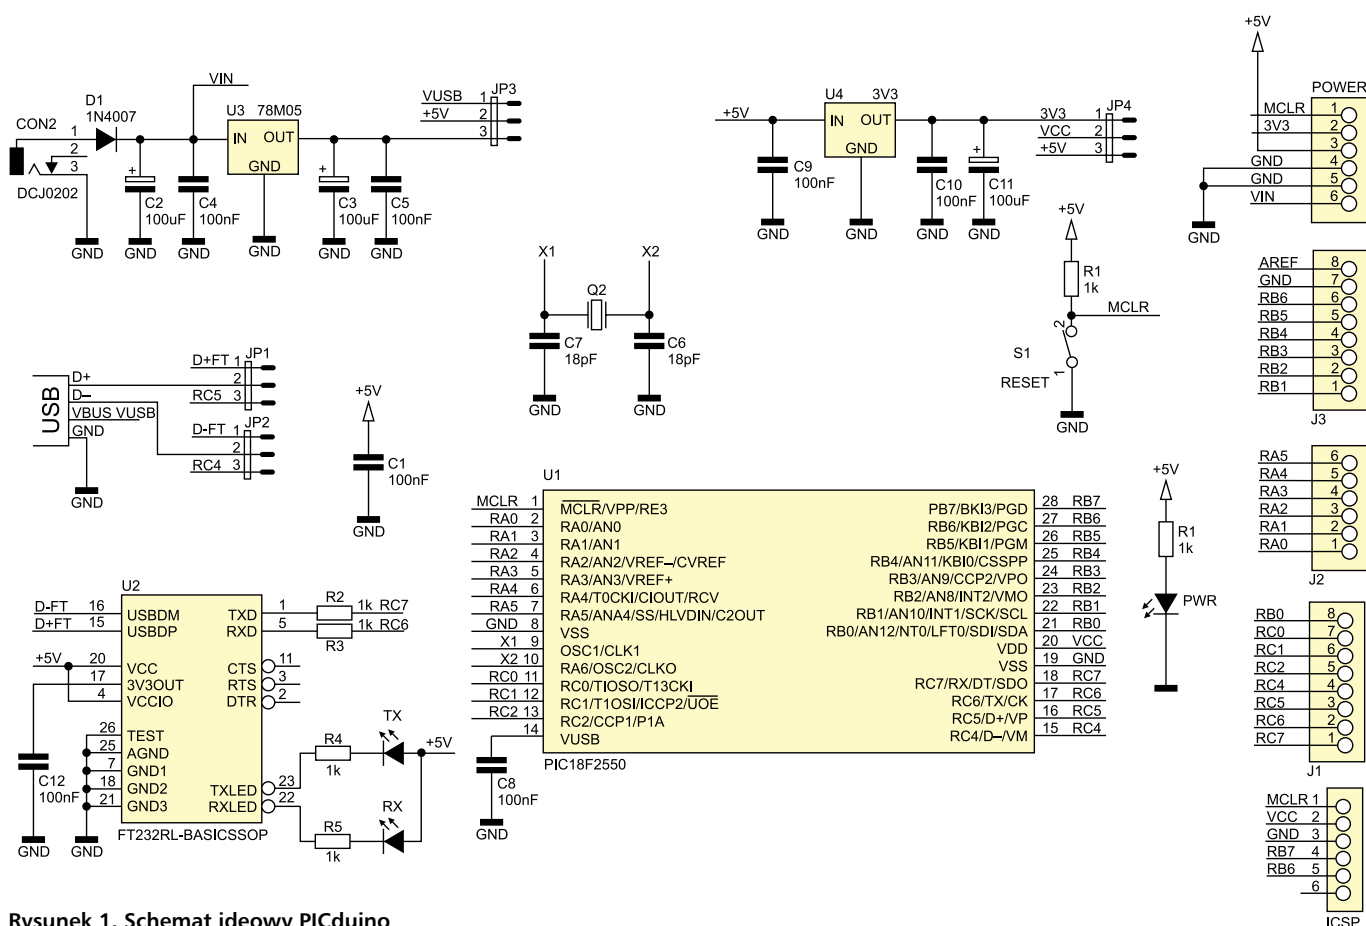 CON2
1
2
3
DCJ0202
D1
1N4007
VIN
C2
100uF
C4
100nF
U3 78M05
IN OUT
GND
C3
100uF
C5
100nF
GND
GND
GND
GND
GND
GND
VUSB 1 JP3
+5V 2
3
+5V
U4 3V3
IN OUT
GND
C9
100nF
C10
100nF
C11
100uF
GND
GND
GND
GND
3V3 1 JP4
VCC 2
+5V 3
+5V
POWER
MCLR 1
3V3 2
3
GND 4
GND 5
VIN 6
GND
X1
X2
Q2
C7
18pF
C6
18pF
GND
GND
+5V
R1
1k
MCLR
2
S1
1
RESET
GND
AREF 8
GND 7
RB6 6
RB5 5
RB4 4
RB3 3
RB2 2
RB1 1
J3
USB
D+
D–
VBUS VUSB
GND
GND
D+FT 1 JP1
2
RC5 3
D-FT 1 JP2
2
RC4 3
+5V
C1
100nF
GND
RA5 6
RA4 5
RA3 4
RA2 3
RA1 2
RA0 1
J2
U1
MCLR 1 MCLR/VPP/RE3
RA0 2 RA0/AN0
RA1 3 RA1/AN1
RA2 4 RA2/AN2/VREF–/CVREF
RA3 5 RA3/AN3/VREF+
RA4 6 RA4/T0CKI/CIOUT/RCV
RA5 7 RA5/ANA4/SS/HLVDIN/C2OUT
GND 8 VSS
X1 9 OSC1/CLK1
X2 10 RA6/OSC2/CLKO
RC0 11 RC0/TIOSO/T13CKI
RC1 12 RC1/T1OSI/ICCP2/UOE
RC2 13 RC2/CCP1/P1A
14 VUSB
PB7/BKI3/PGD 28 RB7
RB6/KBI2/PGC 27 RB6
RB5/KBI1/PGM 26 RB5
RB4/AN11/KBI0/CSSPP 25 RB4
RB3/AN9/CCP2/VPO 24 RB3
RB2/AN8/INT2/VMO 23 RB2
RB1/AN10/INT1/SCK/SCL 22 RB1
RB0/AN12/NT0/LFT0/SDI/SDA 21 RB0
VDD 20 VCC
VSS 19 GND
RC7/RX/DT/SDO 18 RC7
RC6/TX/CK 17 RC6
RC5/D+/VP 16 RC5
RC4/D–/VM 15 RC4
PIC18F2550
C8
100nF
GND
+5V
R1
1k
PWR
RB0 8
RC0 7
RC1 6
RC2 5
RC4 4
RC5 3
RC6 2
RC7 1
J1
U2
D-FT 16 USBDM
D+FT 15 USBDP
+5V 20 VCC
17 3V3OUT
4 VCCIO
26 TEST
25 AGND
7 GND1
18 GND2
21 GND3
TXD 1 R2 1k RC7
RXD 5 1k RC6
R3
CTS 11
RTS 3
DTR 2
TXLED 23
RXLED 22
FT232RL-BASICSSOP
C12
100nF
GND
GND
R4
1k
TX
+5V
R5
1k
RX
MCLR 1
VCC 2
GND 3
RB7 4
RB6 5
6
ICSP
Rysunek 1. Schemat ideowy PICduino